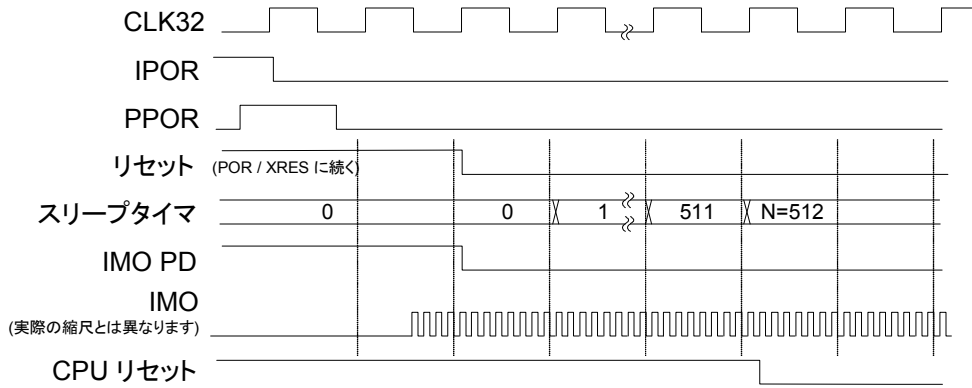 CLK32
IPOR
PPOR
リセット (POR / XRES に続く)
スリープタイマ 0 0 1 511 N=512
IMO PD
IMO
(実際の縮尺とは異なります)
CPU リセット